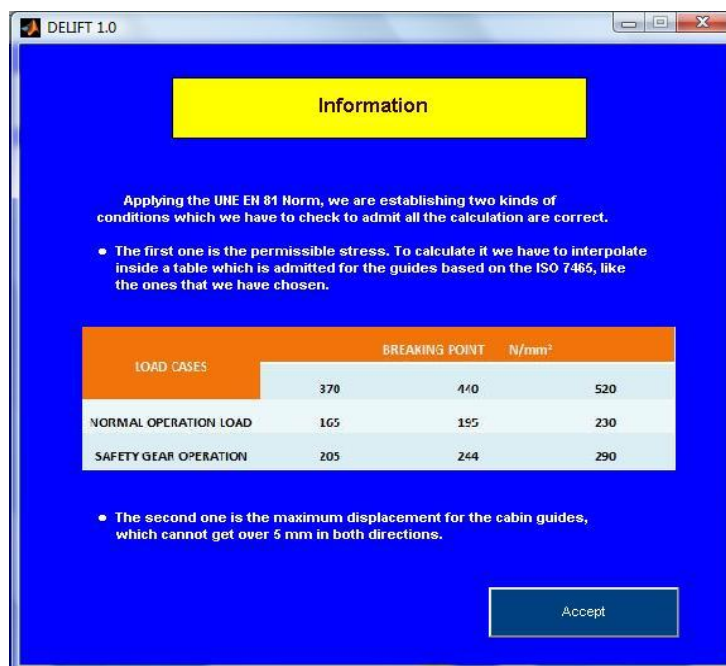 DELIFT 1.0
Information
Applying the UNE EN 81 Norm, we are establishing two kinds of
conditions which we have to check to admit all the calculation are correct.
● The first one is the permissible stress. To calculate it we have to interpolate
inside a table which is admitted for the guides based on the ISO 7465, like
the ones that we have chosen.
LOAD CASES BREAKING POINT N/mm²
370 440 520
NORMAL OPERATION LOAD 165 195 230
SAFETY GEAR OPERATION 205 244 290
● The second one is the maximum displacement for the cabin guides,
which cannot get over 5 mm in both directions.
Accept